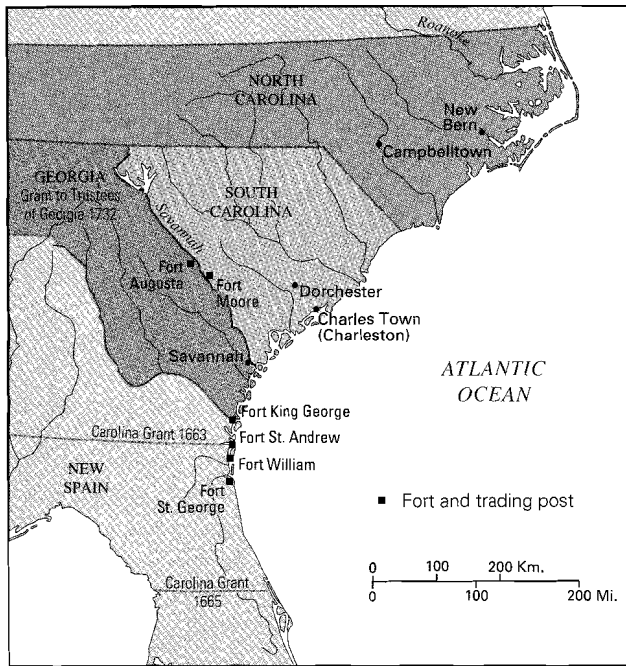 Roanoke
NORTH
CAROLINA
New
Bern
Campbelltown
GEORGIA
Grant to Trustees
of Georgia 1732
SOUTH
CAROLINA
Savannah
Fort
Augusta
Fort
Moore
Dorchester
Charles Town
(Charleston)
Savannah
ATLANTIC
OCEAN
Fort King George
Carolina Grant 1663
Fort St. Andrew
NEW
SPAIN
Fort William
Fort
St. George
Fort and trading post
Carolina Grant
1665
0 100 200 Km.
0 100 200 Mi.